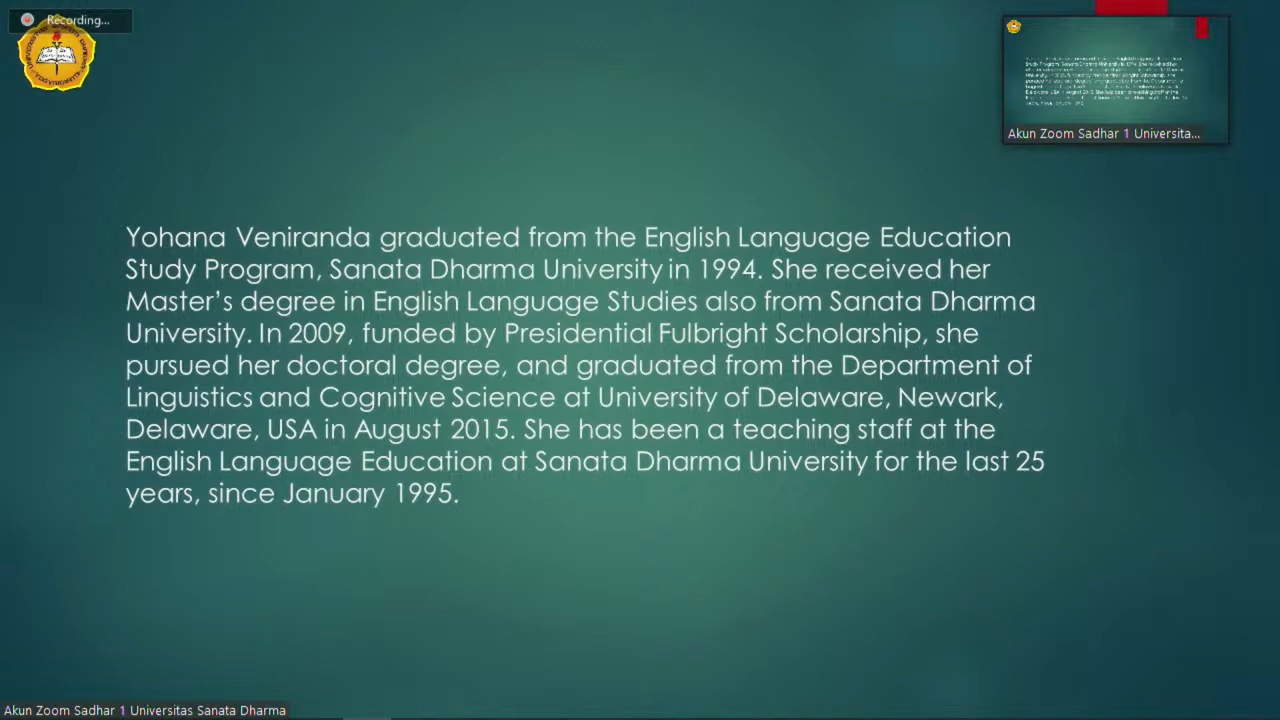 Recording...
Akun Zoom Sadhar 1 Universita...
Yohana Veniranda graduated from the English Language Education
Study Program, Sanata Dharma University in 1994. She received her
Master’s degree in English Language Studies also from Sanata Dharma
University. In 2009, funded by Presidential Fulbright Scholarship, she
pursued her doctoral degree, and graduated from the Department of
Linguistics and Cognitive Science at University of Delaware, Newark,
Delaware, USA in August 2015. She has been a teaching staff at the
English Language Education at Sanata Dharma University for the last 25
years, since January 1995.
Akun Zoom Sadhar 1 Universitas Sanata Dharma